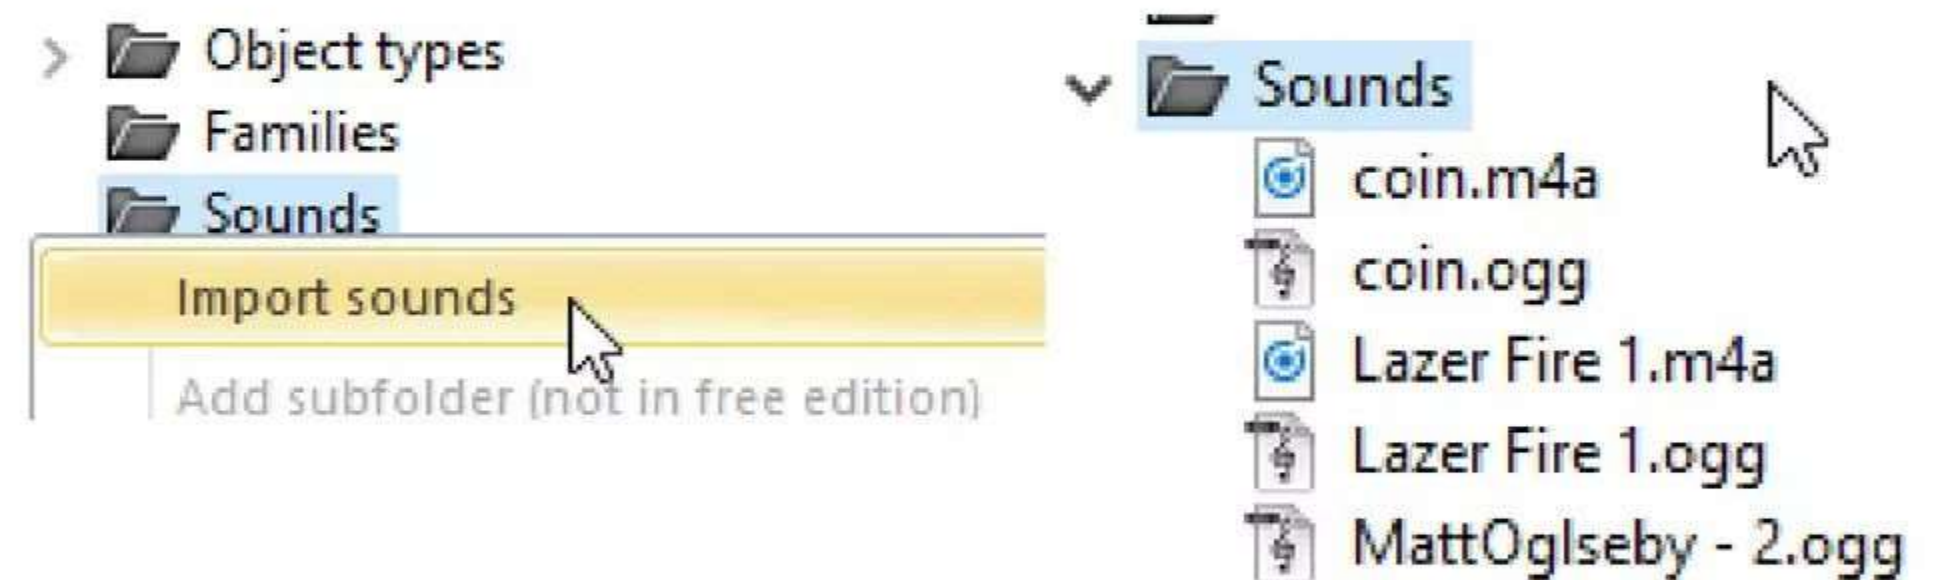 Object types
Families
Sounds
Import sounds
Add subfolder (not in free edition)
Sounds
coin.m4a
coin.ogg
Lazer Fire 1.m4a
Lazer Fire 1.ogg
MattOglseby - 2.ogg